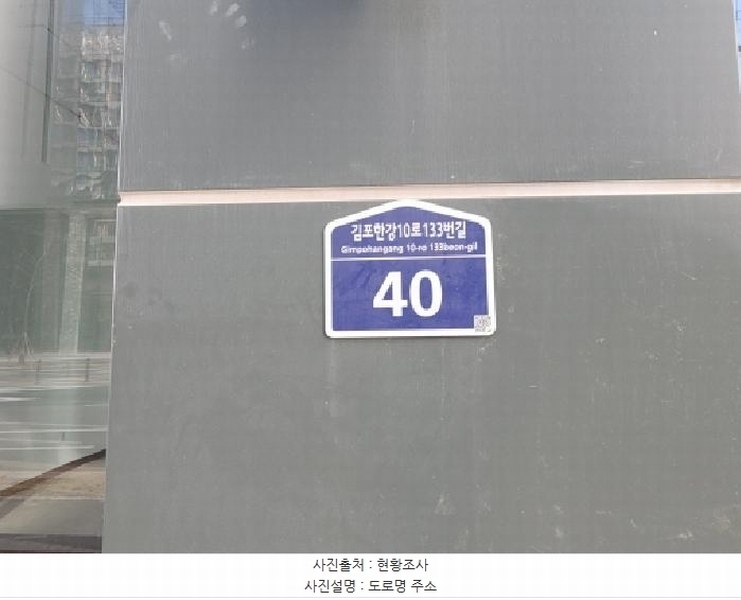 김포한강10로133번길
Gimpohangang 10-ro 133beon-gil
40
사진출처 : 현황조사
사진설명 : 도로명 주소